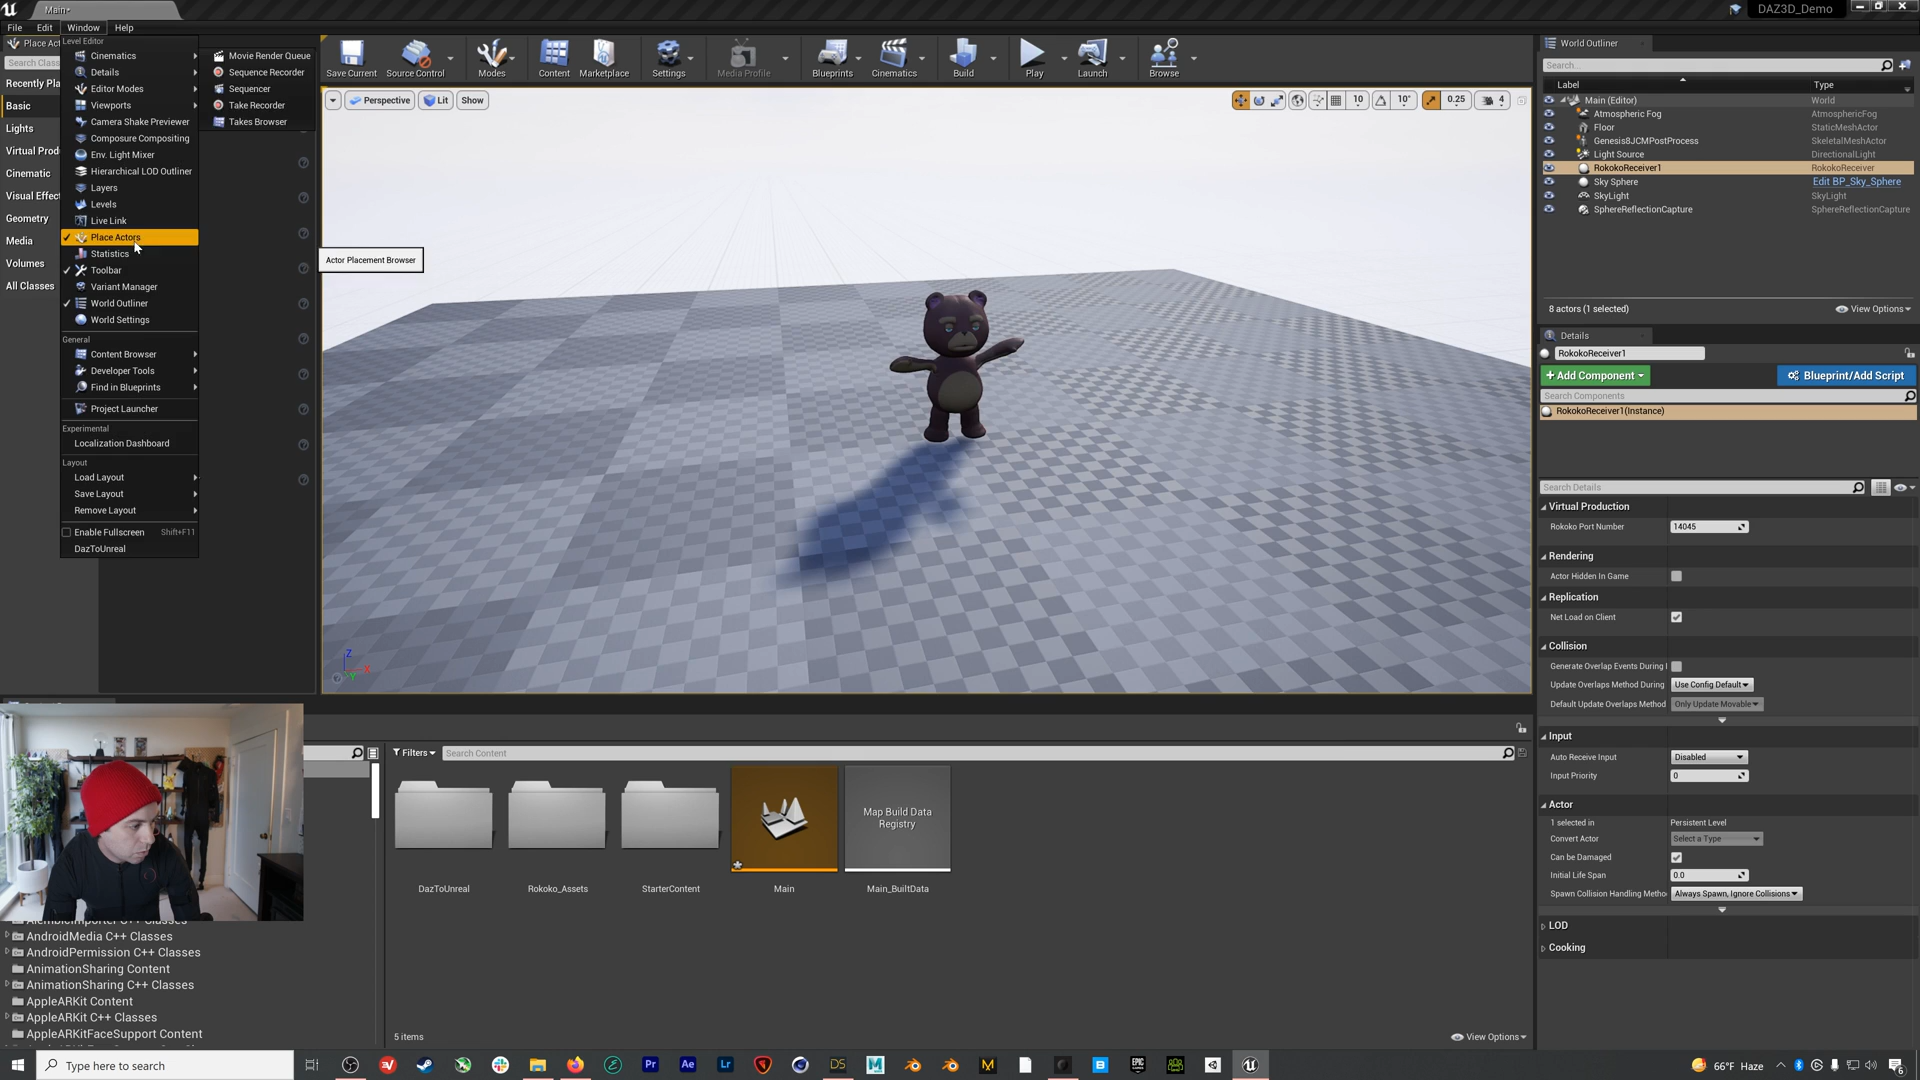 Main•
DAZ3D_Demo
File Edit Window Help
Place Act
Search Class
Recently Pla
Basic
Lights
Virtual Prod
Cinematic
Visual Effect
Geometry
Media
Volumes
All Classes
Level Editor
Cinematics
Details
Editor Modes
Viewports
Camera Shake Previewer
Composure Compositing
Env. Light Mixer
Hierarchical LOD Outliner
Layers
Levels
Live Link
Place Actors
Statistics
Toolbar
Variant Manager
World Outliner
World Settings
General
Content Browser
Developer Tools
Find in Blueprints
Project Launcher
Experimental
Localization Dashboard
Layout
Load Layout
Save Layout
Remove Layout
Enable Fullscreen Shift+F11
DazToUnreal
Movie Render Queue
Sequence Recorder
Sequencer
Take Recorder
Takes Browser
Actor Placement Browser
Save Current Source Control Modes Content Marketplace Settings Media Profile Blueprints Cinematics Build Play Launch Browse
Perspective Lit Show
10 10° 0.25 4
Z X Y
World Outliner
Search...
Label Type
Main (Editor) World
Atmospheric Fog AtmosphericFog
Floor StaticMeshActor
Genesis8JCMPostProcess SkeletalMeshActor
Light Source DirectionalLight
RokokoReceiver1 RokokoReceiver
Sky Sphere Edit BP_Sky_Sphere
SkyLight SkyLight
SphereReflectionCapture SphereReflectionCapture
8 actors (1 selected) View Options
Details
RokokoReceiver1
+ Add Component Blueprint/Add Script
Search Components
RokokoReceiver1(Instance)
Search Details
Virtual Production
Rokoko Port Number 14045
Rendering
Actor Hidden In Game
Replication
Net Load on Client
Collision
Generate Overlap Events During
Update Overlaps Method During Use Config Default
Default Update Overlaps Method Only Update Movable
Input
Auto Receive Input Disabled
Input Priority 0
Actor
1 selected in Persistent Level
Convert Actor Select a Type
Can be Damaged
Initial Life Span 0.0
Spawn Collision Handling Metho Always Spawn, Ignore Collisions
LOD
Cooking
Filters Search Content
Map Build Data
Registry
DazToUnreal Rokoko_Assets StarterContent Main Main_BuiltData
5 items View Options
AlembicImporter C++ Classes
AndroidMedia C++ Classes
AndroidPermission C++ Classes
AnimationSharing Content
AnimationSharing C++ Classes
AppleARKit Content
AppleARKit C++ Classes
AppleARKitFaceSupport Content
Type here to search
Pr Ae Lr DS M EPIC GAMES
66°F Haze
6